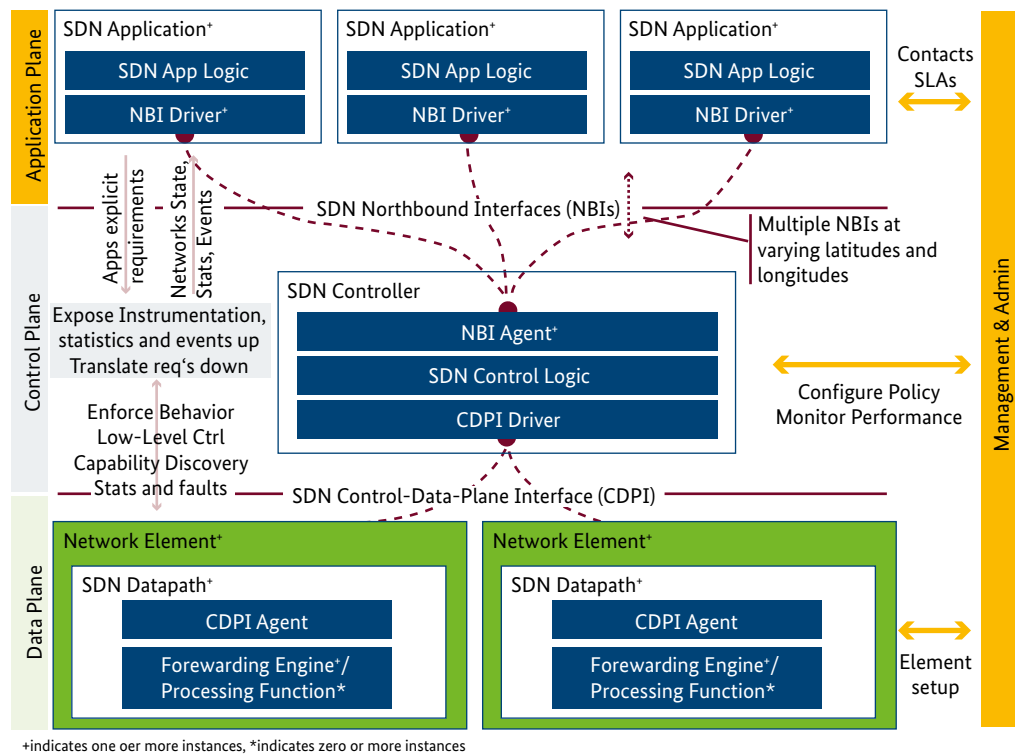 Application Plane
SDN Application⁺
SDN App Logic
NBI Driver⁺
SDN Application⁺
SDN App Logic
NBI Driver⁺
SDN Application⁺
SDN App Logic
NBI Driver⁺
Contacts
SLAs
Apps explicit
requirements
Networks State,
Stats, Events
SDN Northbound Interfaces (NBIs)
Multiple NBIs at
varying latitudes and
longitudes
Control Plane
Expose Instrumentation,
statistics and events up
Translate req‘s down
SDN Controller
NBI Agent⁺
SDN Control Logic
CDPI Driver
Configure Policy
Monitor Performance
Management & Admin
Enforce Behavior
Low-Level Ctrl
Capability Discovery
Stats and faults
SDN Control-Data-Plane Interface (CDPI)
Data Plane
Network Element⁺
SDN Datapath⁺
CDPI Agent
Forewarding Engine⁺/
Processing Function*
Network Element⁺
SDN Datapath⁺
CDPI Agent
Forewarding Engine⁺/
Processing Function*
Element
setup
+indicates one oer more instances, *indicates zero or more instances